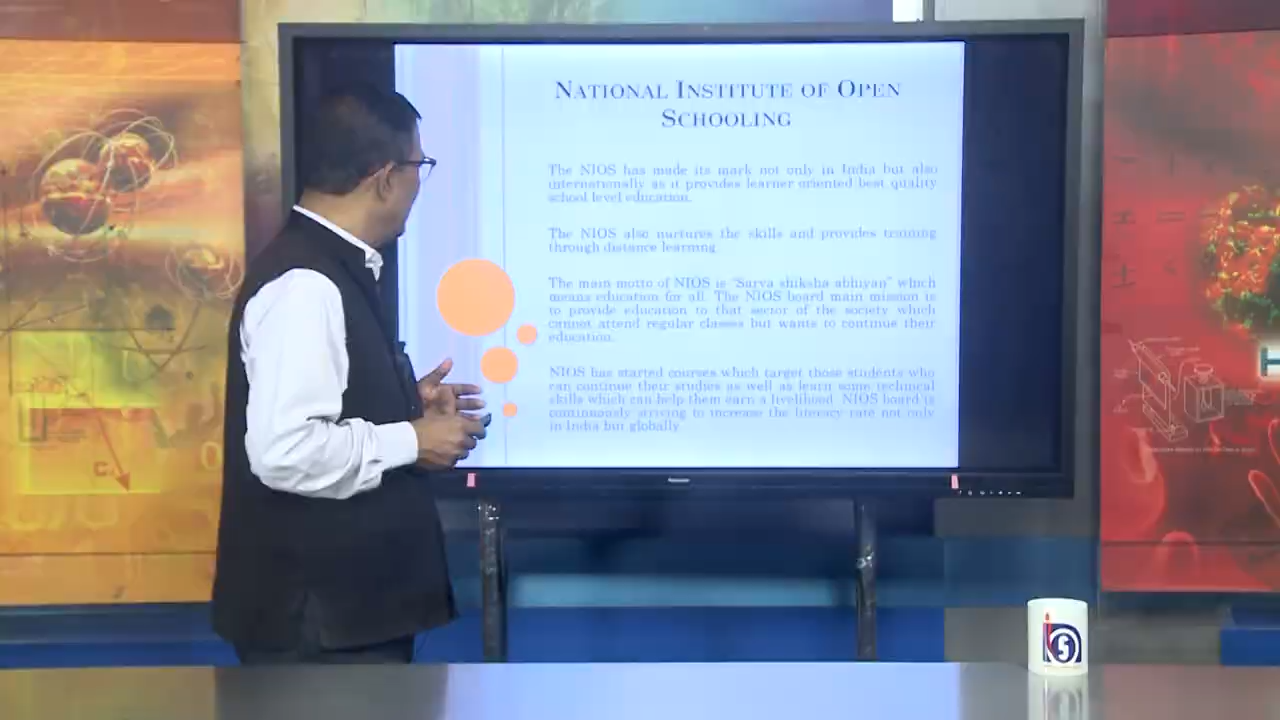 NATIONAL INSTITUTE OF OPEN
SCHOOLING
The NIOS has made its mark not only in India but also
internationally as it provides learner oriented best quality
school level education.
The NIOS also nurtures the skills and provides training
through distance learning.
The main motto of NIOS is "Sarva shiksha abhiyan" which
means education for all. The NIOS board main mission is
to provide education to that sector of the society which
cannot attend regular classes but wants to continue their
education.
NIOS has started courses which target those students who
can continue their studies as well as learn some technical
skills which can help them earn a livelihood. NIOS board is
continuously striving to increase the literacy rate not only
in India but globally.
C